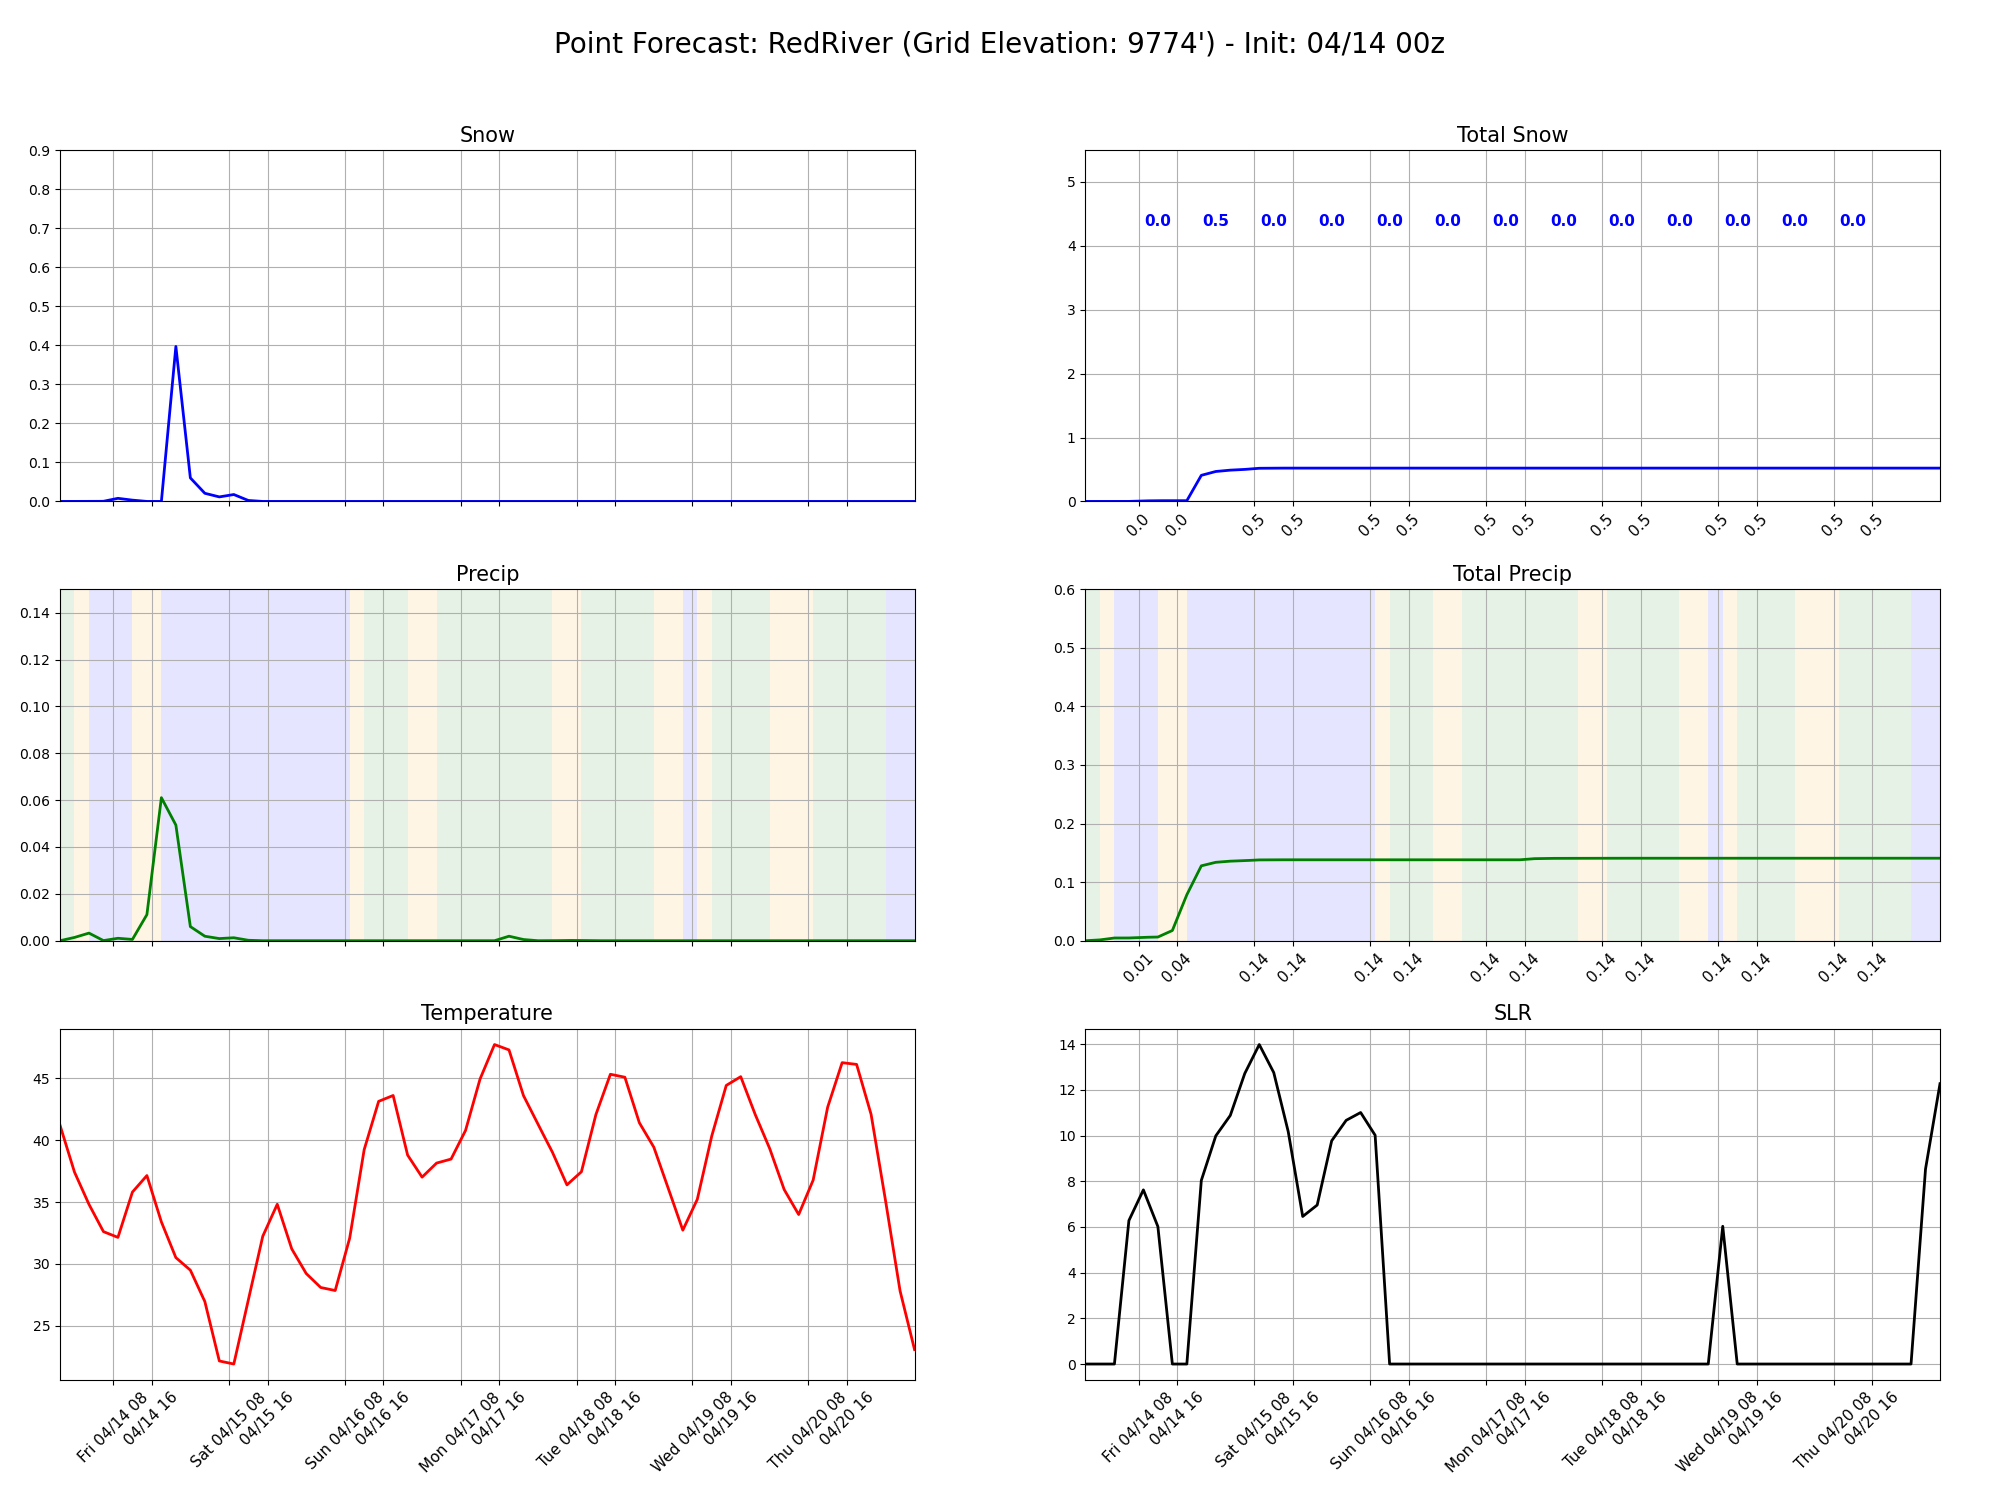 Point Forecast: RedRiver (Grid Elevation: 9774') - Init: 04/14 00z
Snow
0.9
0.8
0.7
0.6
0.5
0.4
0.3
0.2
0.1
0.0
Total Snow
5
4
3
2
1
0
0.0 0.5 0.0 0.0 0.0 0.0 0.0 0.0 0.0 0.0 0.0 0.0 0.0
0.0 0.0 0.5 0.5 0.5 0.5 0.5 0.5 0.5 0.5 0.5 0.5 0.5 0.5
Precip
0.14
0.12
0.10
0.08
0.06
0.04
0.02
0.00
Total Precip
0.6
0.5
0.4
0.3
0.2
0.1
0.0
0.01 0.04 0.14 0.14 0.14 0.14 0.14 0.14 0.14 0.14 0.14 0.14 0.14 0.14
Temperature
45
40
35
30
25
Fri 04/14 08
04/14 16
Sat 04/15 08
04/15 16
Sun 04/16 08
04/16 16
Mon 04/17 08
04/17 16
Tue 04/18 08
04/18 16
Wed 04/19 08
04/19 16
Thu 04/20 08
04/20 16
SLR
14
12
10
8
6
4
2
0
Fri 04/14 08
04/14 16
Sat 04/15 08
04/15 16
Sun 04/16 08
04/16 16
Mon 04/17 08
04/17 16
Tue 04/18 08
04/18 16
Wed 04/19 08
04/19 16
Thu 04/20 08
04/20 16